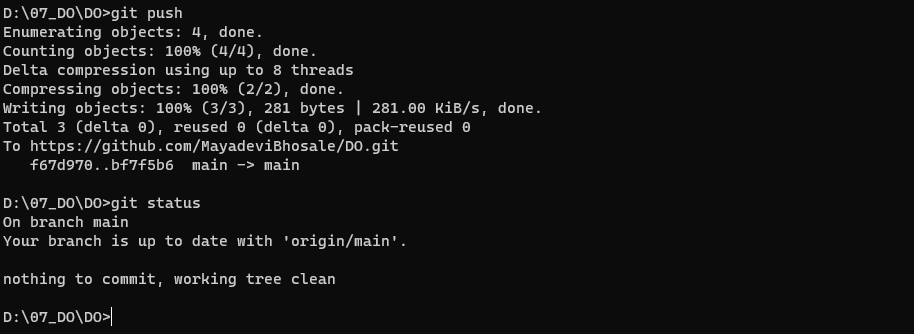 D:\07_DO\DO>git push
Enumerating objects: 4, done.
Counting objects: 100% (4/4), done.
Delta compression using up to 8 threads
Compressing objects: 100% (2/2), done.
Writing objects: 100% (3/3), 281 bytes | 281.00 KiB/s, done.
Total 3 (delta 0), reused 0 (delta 0), pack-reused 0
To https://github.com/MayadeviBhosale/DO.git
   f67d970..bf7f5b6  main -> main
D:\07_DO\DO>git status
On branch main
Your branch is up to date with 'origin/main'.
nothing to commit, working tree clean
D:\07_DO\DO>